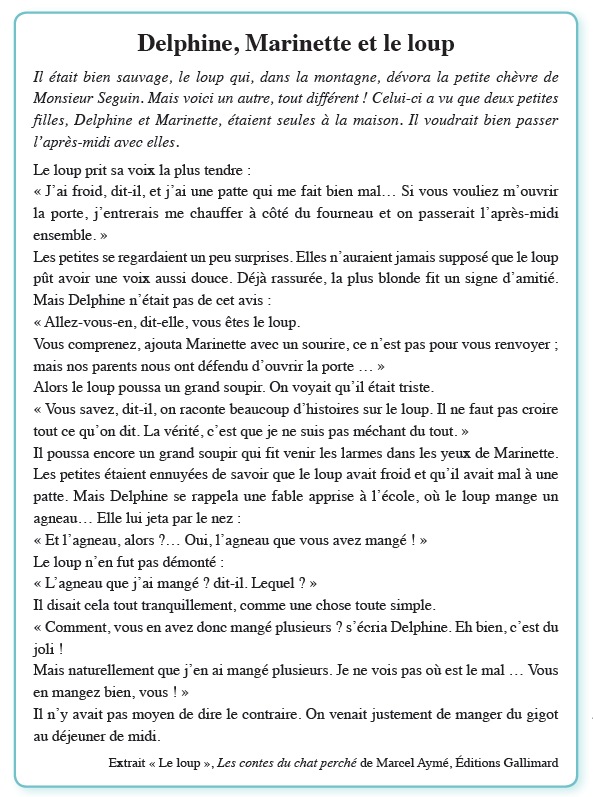 Delphine, Marinette et le loup
Il était bien sauvage, le loup qui, dans la montagne, dévora la petite chèvre de
Monsieur Seguin. Mais voici un autre, tout différent ! Celui-ci a vu que deux petites
filles, Delphine et Marinette, étaient seules à la maison. Il voudrait bien passer
l’après-midi avec elles.
Le loup prit sa voix la plus tendre :
« J’ai froid, dit-il, et j’ai une patte qui me fait bien mal… Si vous vouliez m’ouvrir
la porte, j’entrerais me chauffer à côté du fourneau et on passerait l’après-midi
ensemble. »
Les petites se regardaient un peu surprises. Elles n’auraient jamais supposé que le loup
pût avoir une voix aussi douce. Déjà rassurée, la plus blonde fit un signe d’amitié.
Mais Delphine n’était pas de cet avis :
« Allez-vous-en, dit-elle, vous êtes le loup.
Vous comprenez, ajouta Marinette avec un sourire, ce n’est pas pour vous renvoyer ;
mais nos parents nous ont défendu d’ouvrir la porte … »
Alors le loup poussa un grand soupir. On voyait qu’il était triste.
« Vous savez, dit-il, on raconte beaucoup d’histoires sur le loup. Il ne faut pas croire
tout ce qu’on dit. La vérité, c’est que je ne suis pas méchant du tout. »
Il poussa encore un grand soupir qui fit venir les larmes dans les yeux de Marinette.
Les petites étaient ennuyées de savoir que le loup avait froid et qu’il avait mal à une
patte. Mais Delphine se rappela une fable apprise à l’école, où le loup mange un
agneau… Elle lui jeta par le nez :
« Et l’agneau, alors ?… Oui, l’agneau que vous avez mangé ! »
Le loup n’en fut pas démonté :
« L’agneau que j’ai mangé ? dit-il. Lequel ? »
Il disait cela tout tranquillement, comme une chose toute simple.
« Comment, vous en avez donc mangé plusieurs ? s’écria Delphine. Eh bien, c’est du
joli !
Mais naturellement que j’en ai mangé plusieurs. Je ne vois pas où est le mal … Vous
en mangez bien, vous ! »
Il n’y avait pas moyen de dire le contraire. On venait justement de manger du gigot
au déjeuner de midi.
Extrait « Le loup », Les contes du chat perché de Marcel Aymé, Éditions Gallimard